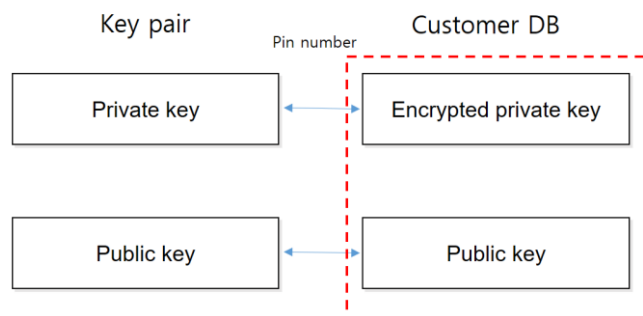 Key pair
Pin number
Customer DB
Private key
Encrypted private key
Public key
Public key